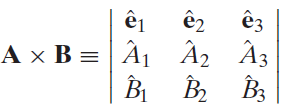 ê₁ ê₂ ê₃
A × B ≡ | Â₁ Â₂ Â₃ |
B̂₁ B̂₂ B̂₃